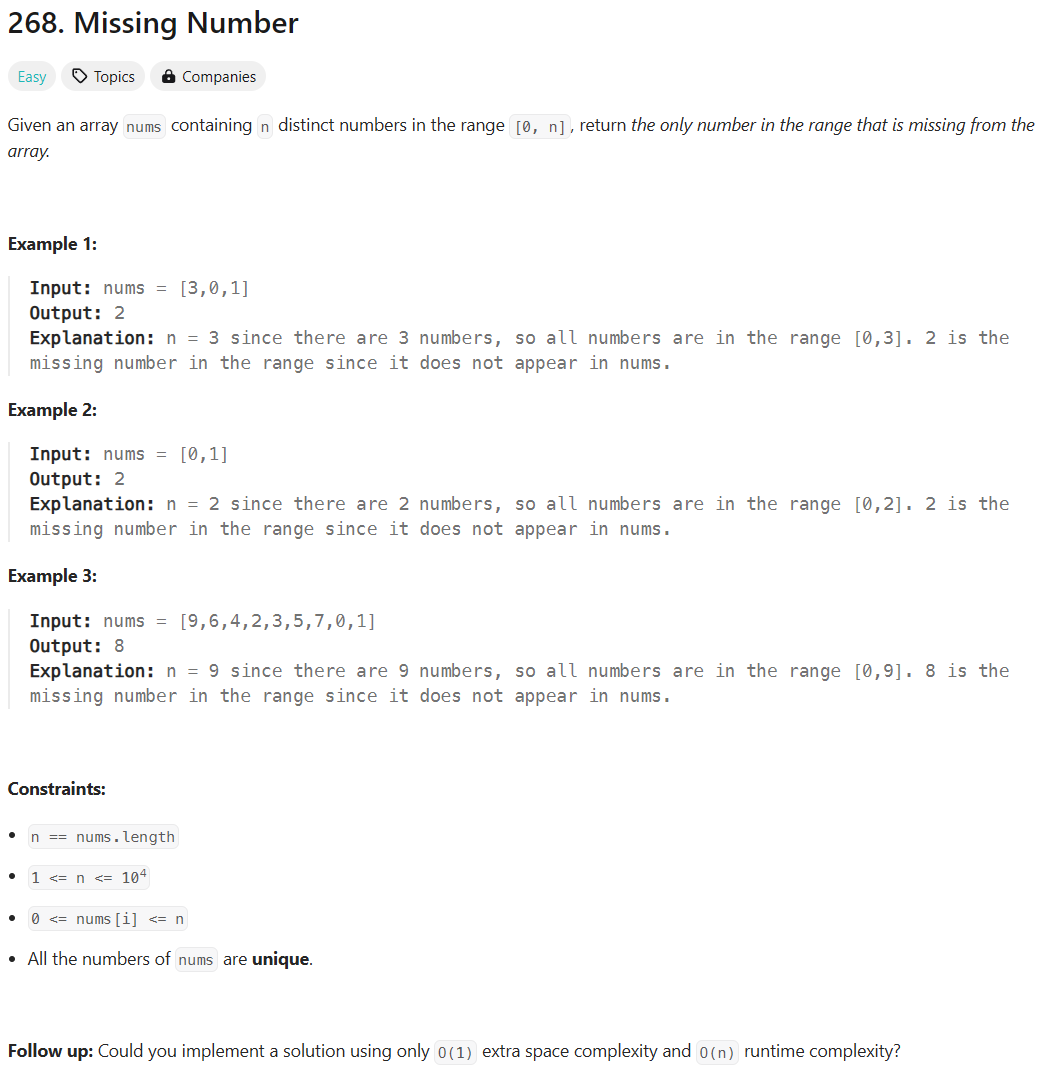 268. Missing Number
Easy Topics Companies
Given an array nums containing n distinct numbers in the range [0, n], return the only number in the range that is missing from the
array.
Example 1:
Input: nums = [3,0,1]
Output: 2
Explanation: n = 3 since there are 3 numbers, so all numbers are in the range [0,3]. 2 is the
missing number in the range since it does not appear in nums.
Example 2:
Input: nums = [0,1]
Output: 2
Explanation: n = 2 since there are 2 numbers, so all numbers are in the range [0,2]. 2 is the
missing number in the range since it does not appear in nums.
Example 3:
Input: nums = [9,6,4,2,3,5,7,0,1]
Output: 8
Explanation: n = 9 since there are 9 numbers, so all numbers are in the range [0,9]. 8 is the
missing number in the range since it does not appear in nums.
Constraints:
• n == nums.length
• 1 <= n <= 10⁴
• 0 <= nums[i] <= n
• All the numbers of nums are unique.
Follow up: Could you implement a solution using only O(1) extra space complexity and O(n) runtime complexity?